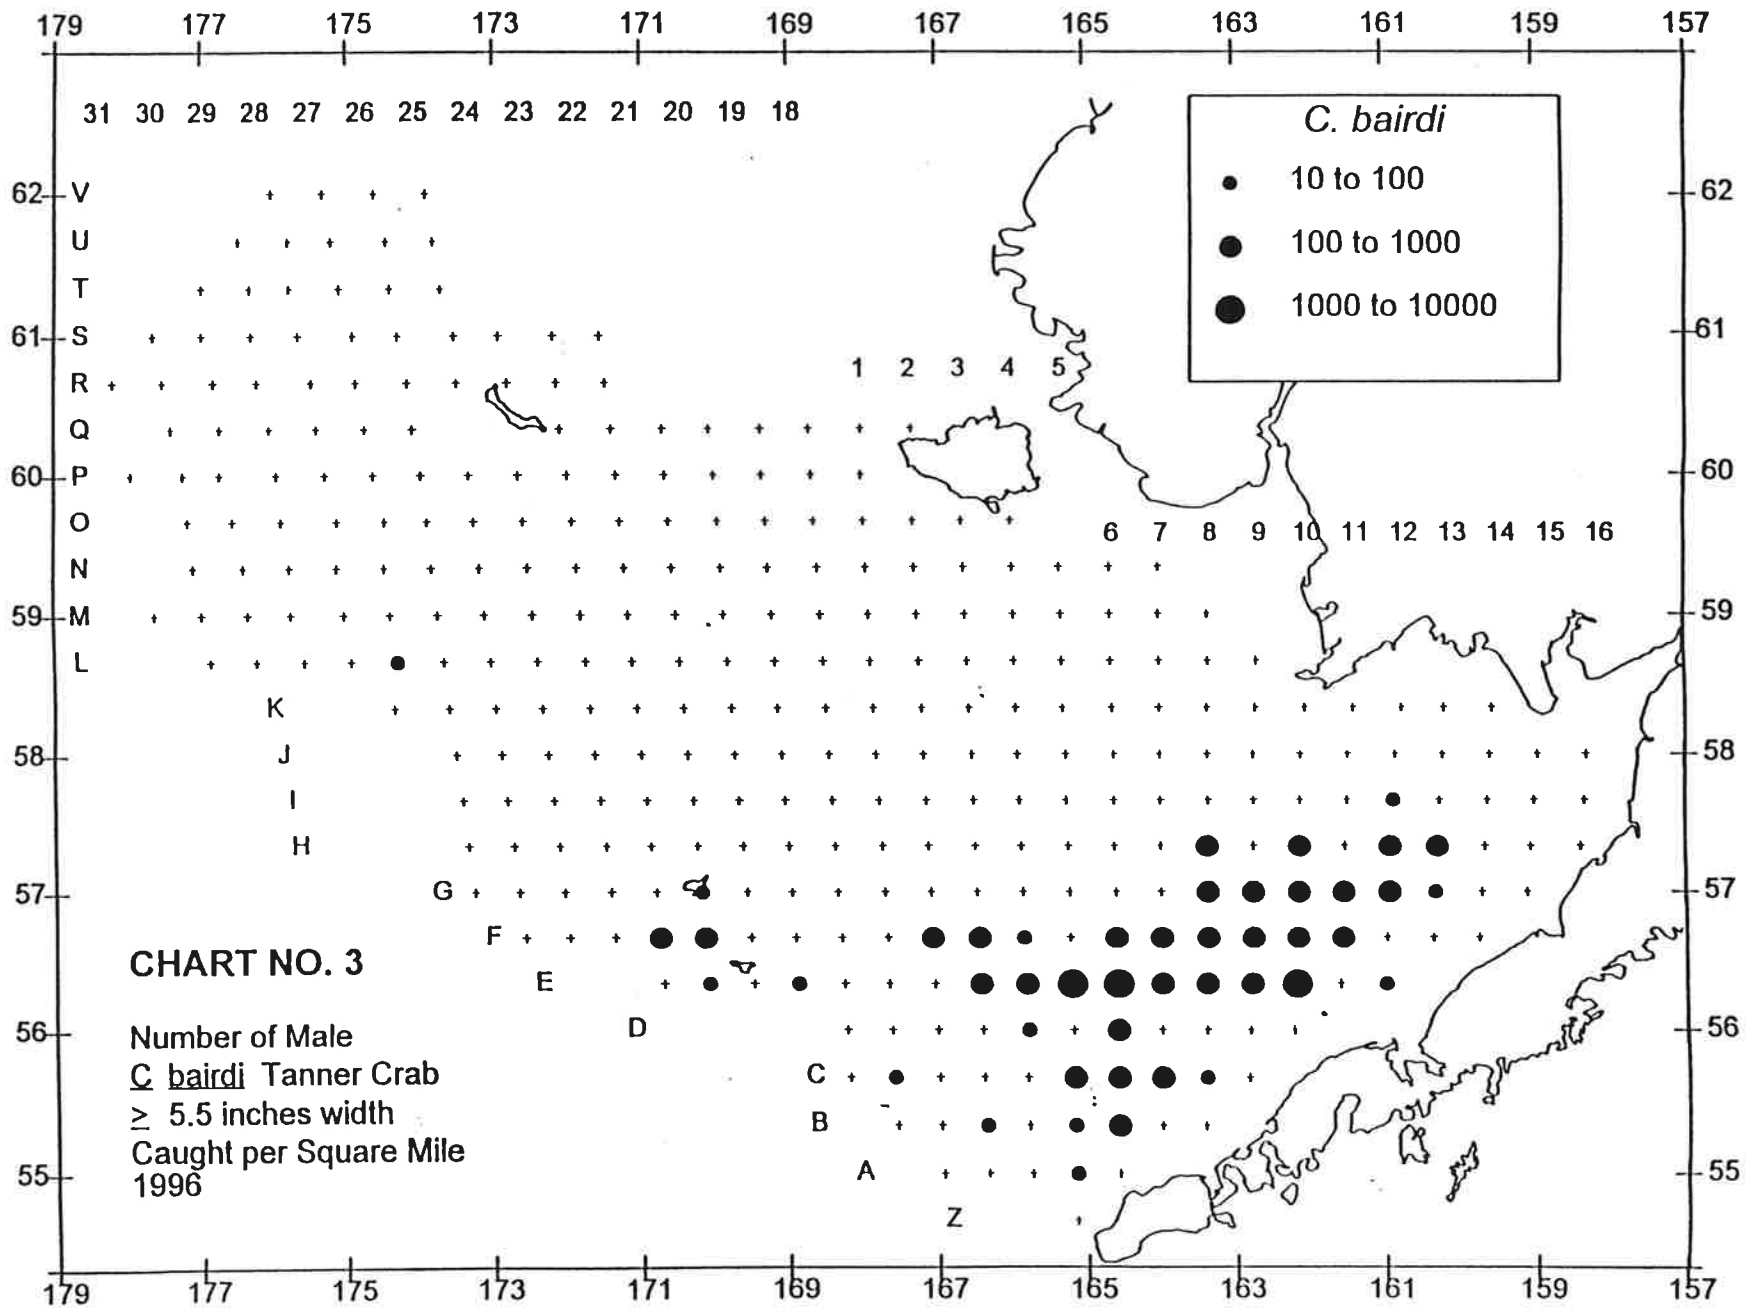 179 177 175 173 171 169 167 165 163 161 159 157
31 30 29 28 27 26 25 24 23 22 21 20 19 18
C. bairdi
10 to 100
100 to 1000
1000 to 10000
62 V 62
U
T
61 S 61
1 2 3 4 5
R
Q
60 P 60
O
6 7 8 9 10 11 12 13 14 15 16
N
59 M 59
L
K
58 J 58
I
H
57 G 57
F
E
56 D 56
C
B
55 A 55
Z
CHART NO. 3
Number of Male
C bairdi Tanner Crab
≥ 5.5 inches width
Caught per Square Mile
1996
179 177 175 173 171 169 167 165 163 161 159 157